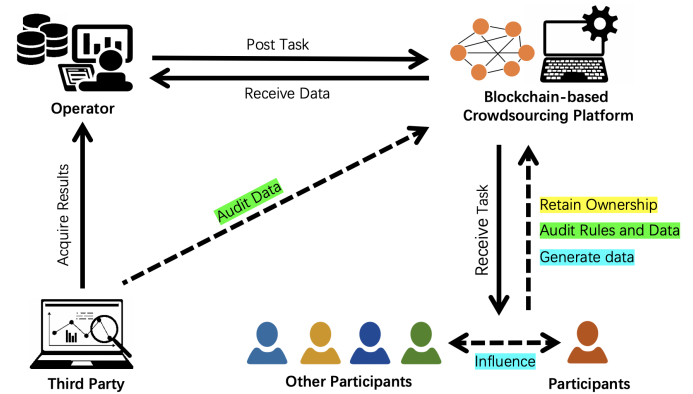 Post Task
Receive Data
Operator
Blockchain-based
Crowdsourcing Platform
Acquire Results
Audit Data
Receive Task
Retain Ownership
Audit Rules and Data
Generate data
Influence
Third Party
Other Participants
Participants